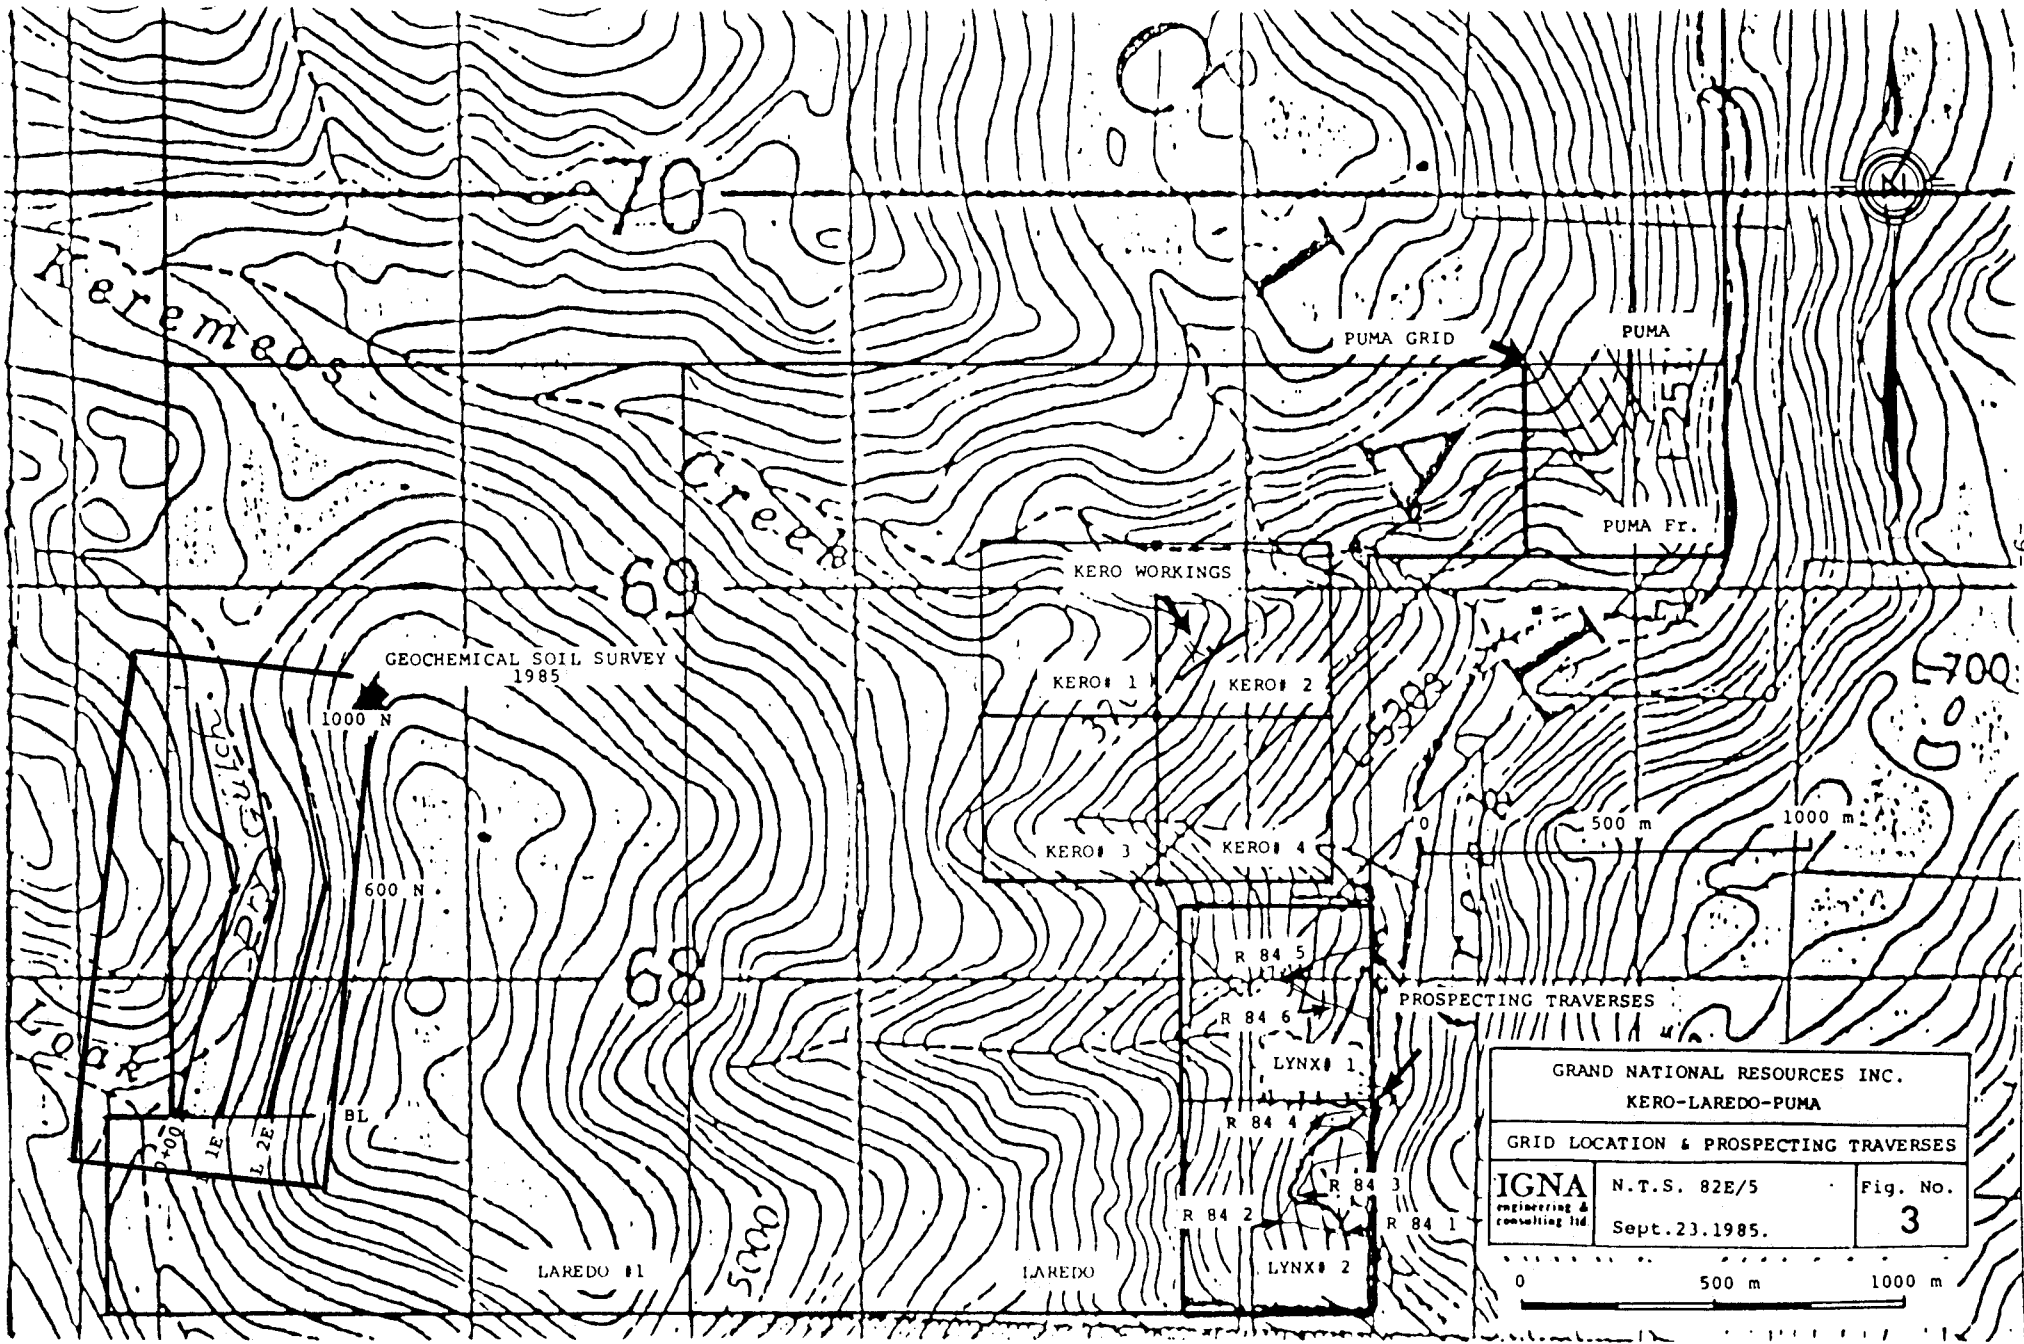 70
Keremeos
PUMA GRID
PUMA
Creek
PUMA Fr.
KERO WORKINGS
69
GEOCHEMICAL SOIL SURVEY
1985
KERO# 1
KERO# 2
1000 N
5300
Dry Gulch
0
500 m
1000 m
KERO# 3
KERO# 4
600 N
R 84 5
68
PROSPECTING TRAVERSES
R 84 6
LYNX# 1
BL
R 84 4
0+00
1E
L 2E
R 84 3
R 84 2
R 84 1
5000
LAREDO #1
LAREDO
LYNX# 2
GRAND NATIONAL RESOURCES INC.
KERO-LAREDO-PUMA
GRID LOCATION & PROSPECTING TRAVERSES
IGNA
engineering &
consulting ltd.
N.T.S. 82E/5
Sept.23.1985.
Fig. No.
3
0
500 m
1000 m